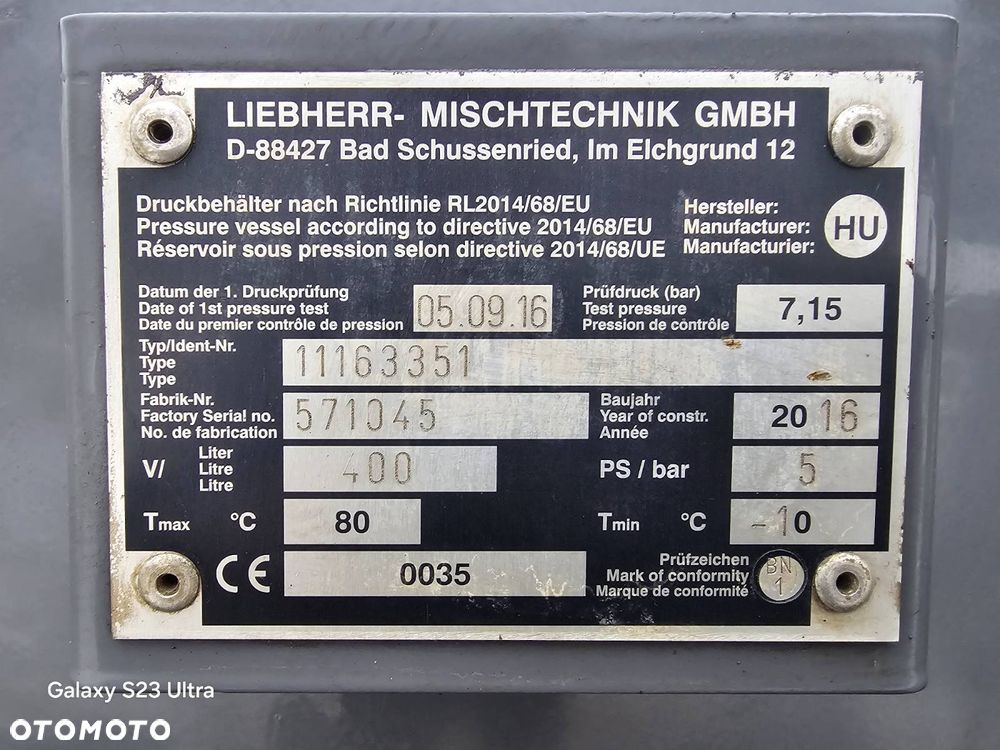 LIEBHERR- MISCHTECHNIK GMBH
D-88427 Bad Schussenried, Im Elchgrund 12
Druckbehälter nach Richtlinie RL2014/68/EU
Pressure vessel according to directive 2014/68/EU
Réservoir sous pression selon directive 2014/68/UE
Hersteller:
Manufacturer:
Manufacturier:
HU
Datum der 1. Druckprüfung
Date of 1st pressure test
Date du premier contrôle de pression
05.09.16
Prüfdruck (bar)
Test pressure
Pression de contrôle
7,15
Typ/Ident-Nr.
Type
Type
11163351
Fabrik-Nr.
Factory Serial no.
No. de fabrication
571045
Baujahr
Year of constr.
Année
20 16
V/
Liter
Litre
Litre
400
PS / bar
5
Tmax °C
80
Tmin °C
-10
CE
0035
Prüfzeichen
Mark of conformity
Marque de conformité
BN
1
Galaxy S23 Ultra
OTOMOTO